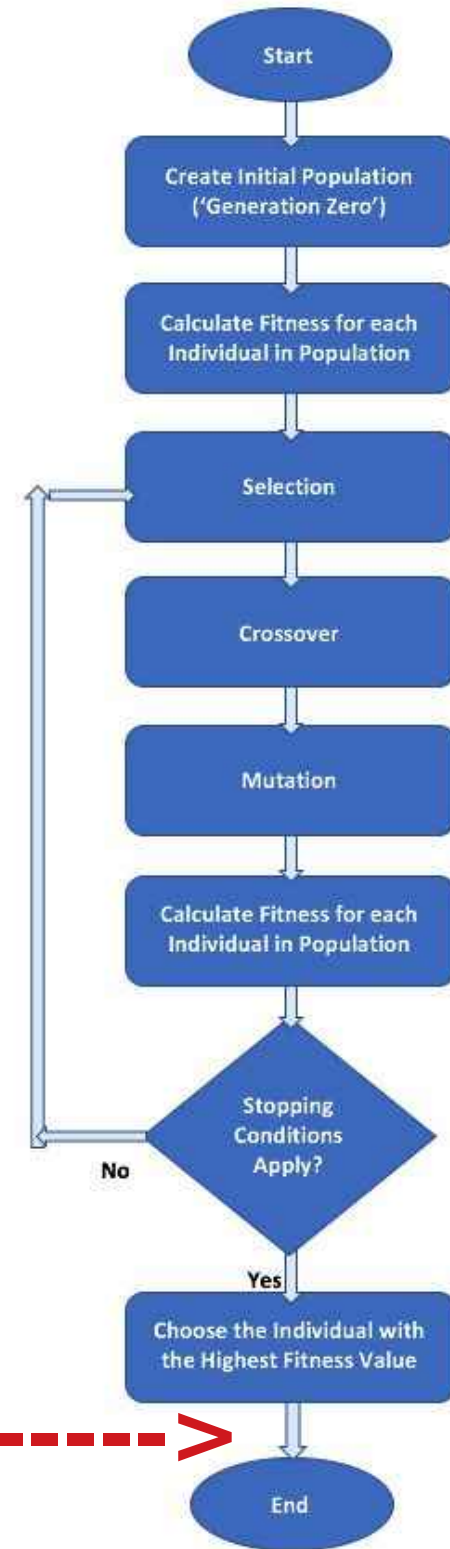 Start
Create Initial Population
(‘Generation Zero’)
Calculate Fitness for each
Individual in Population
Selection
Crossover
Mutation
Calculate Fitness for each
Individual in Population
Stopping
Conditions
Apply?
No
Yes
Choose the Individual with
the Highest Fitness Value
End